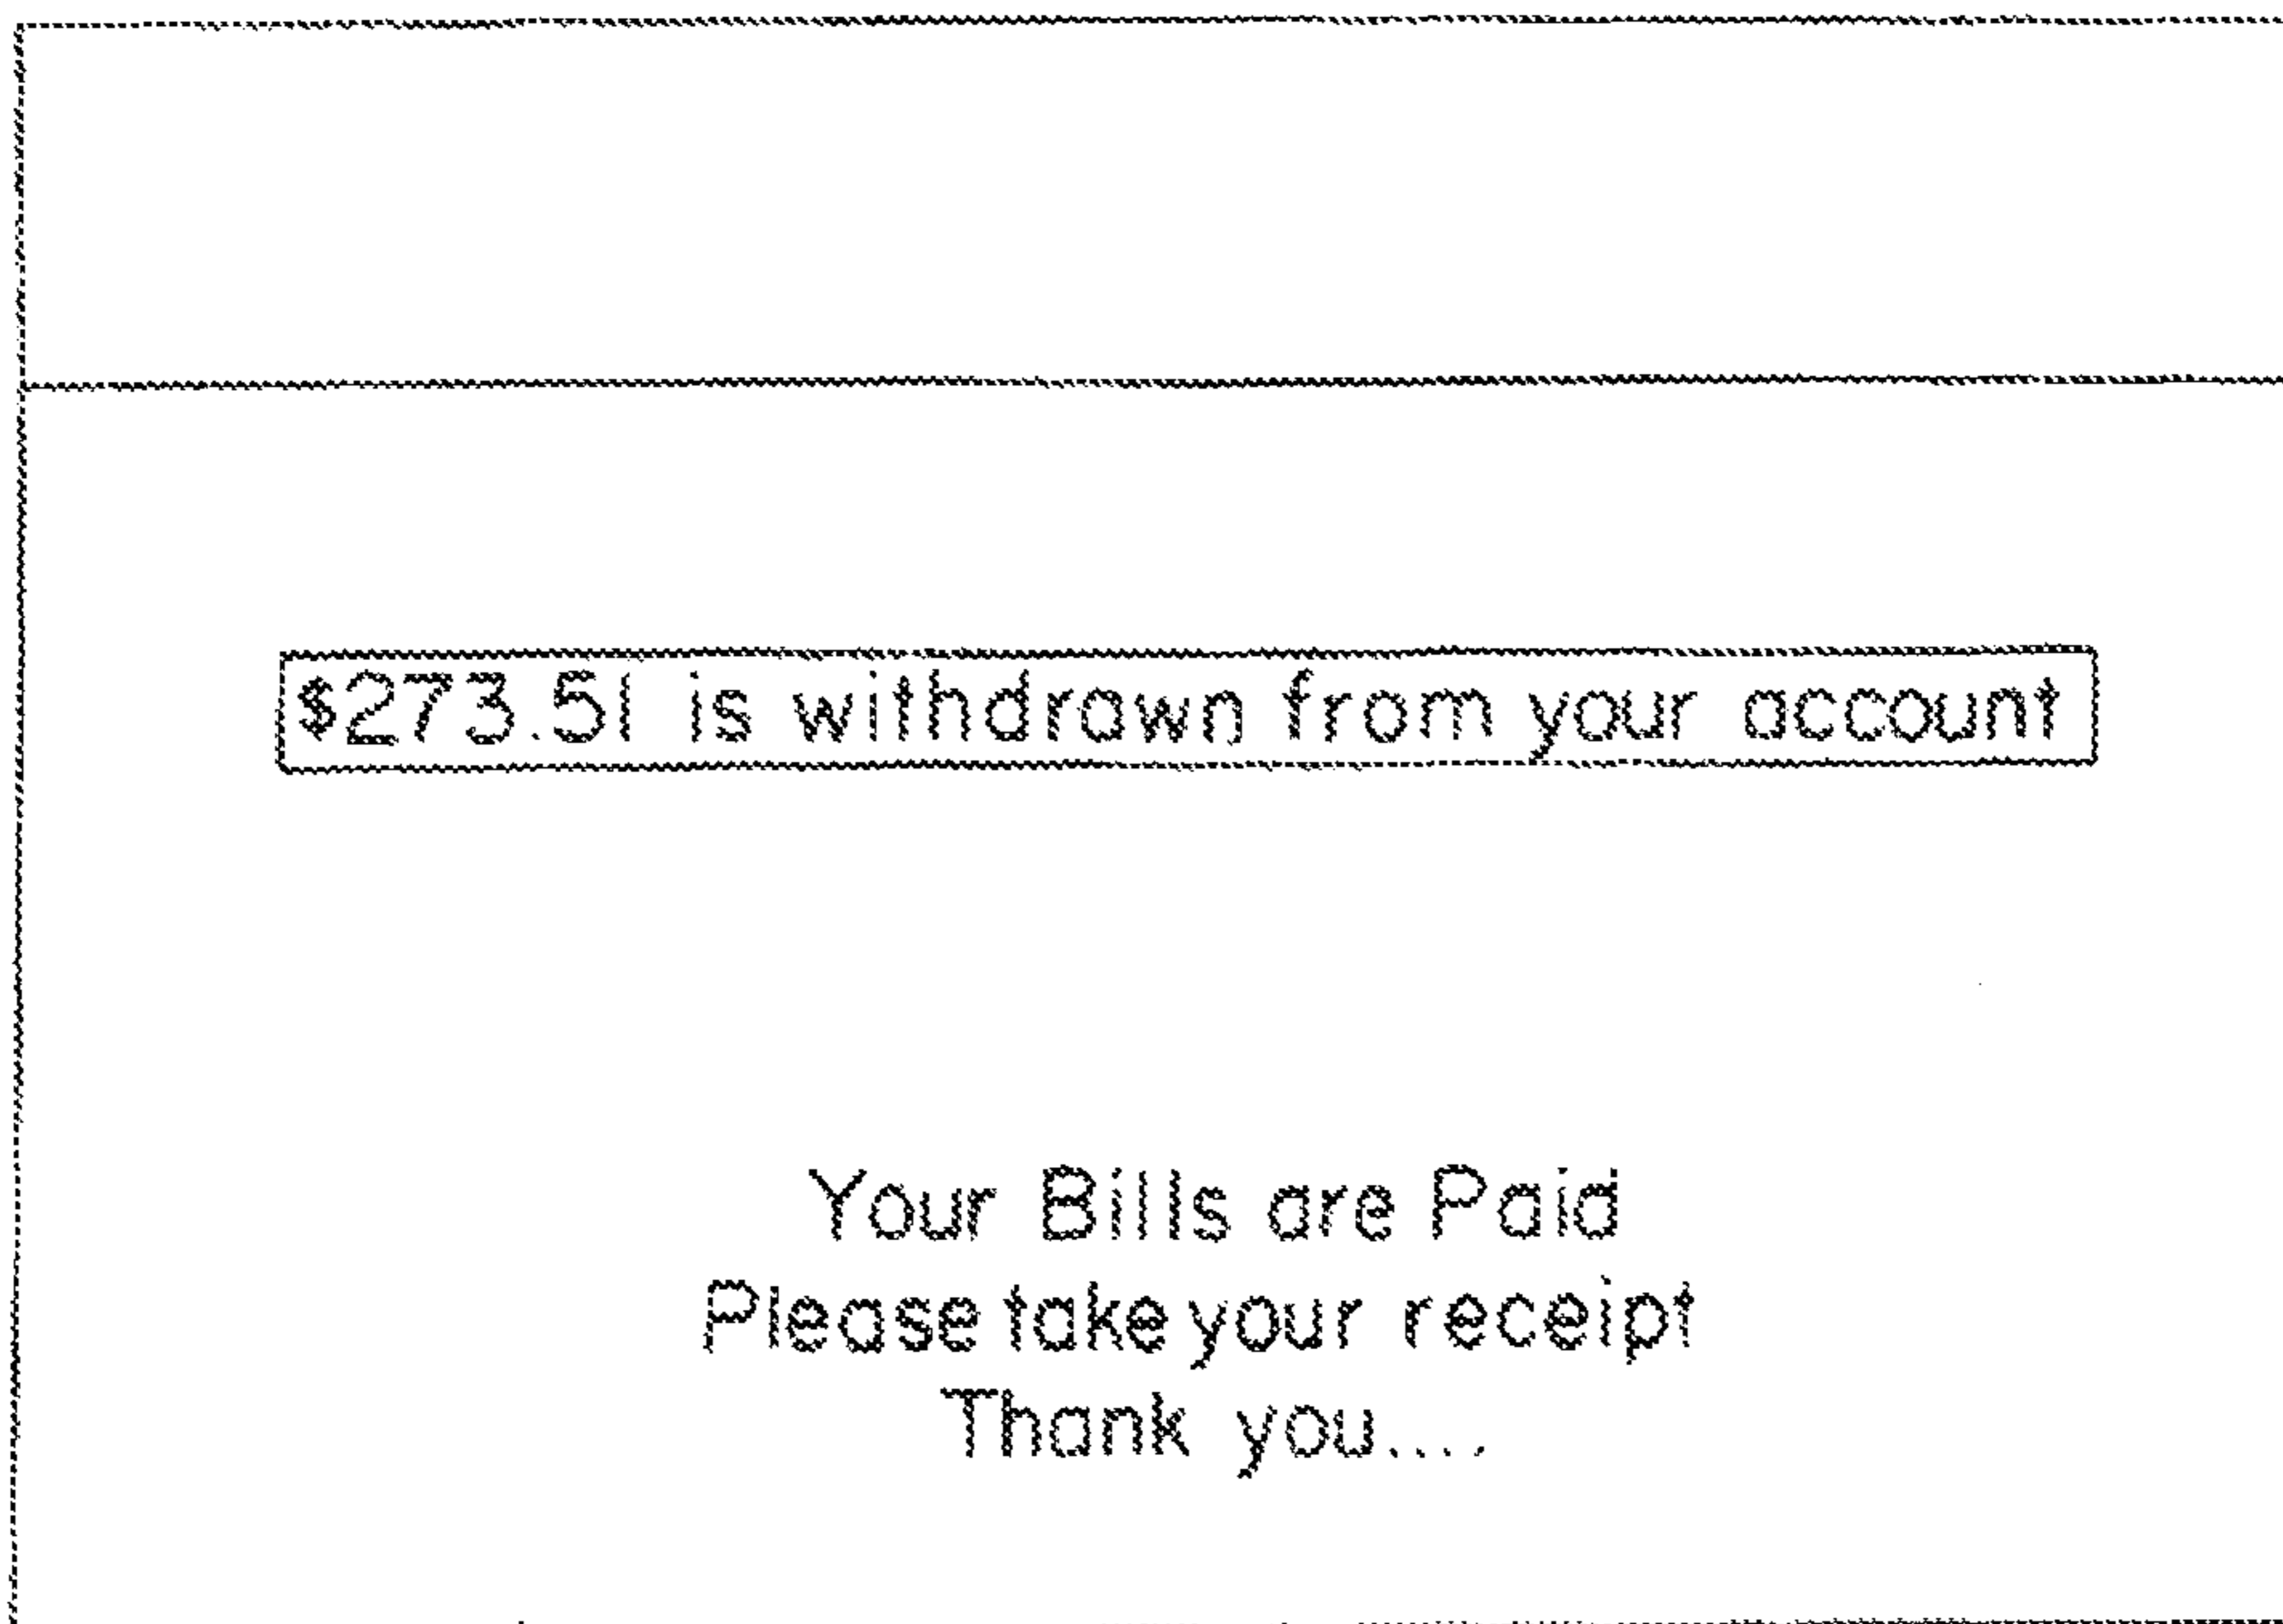 $273.51 is withdrawn from your account
Your Bills are Paid
Please take your receipt
Thank you....